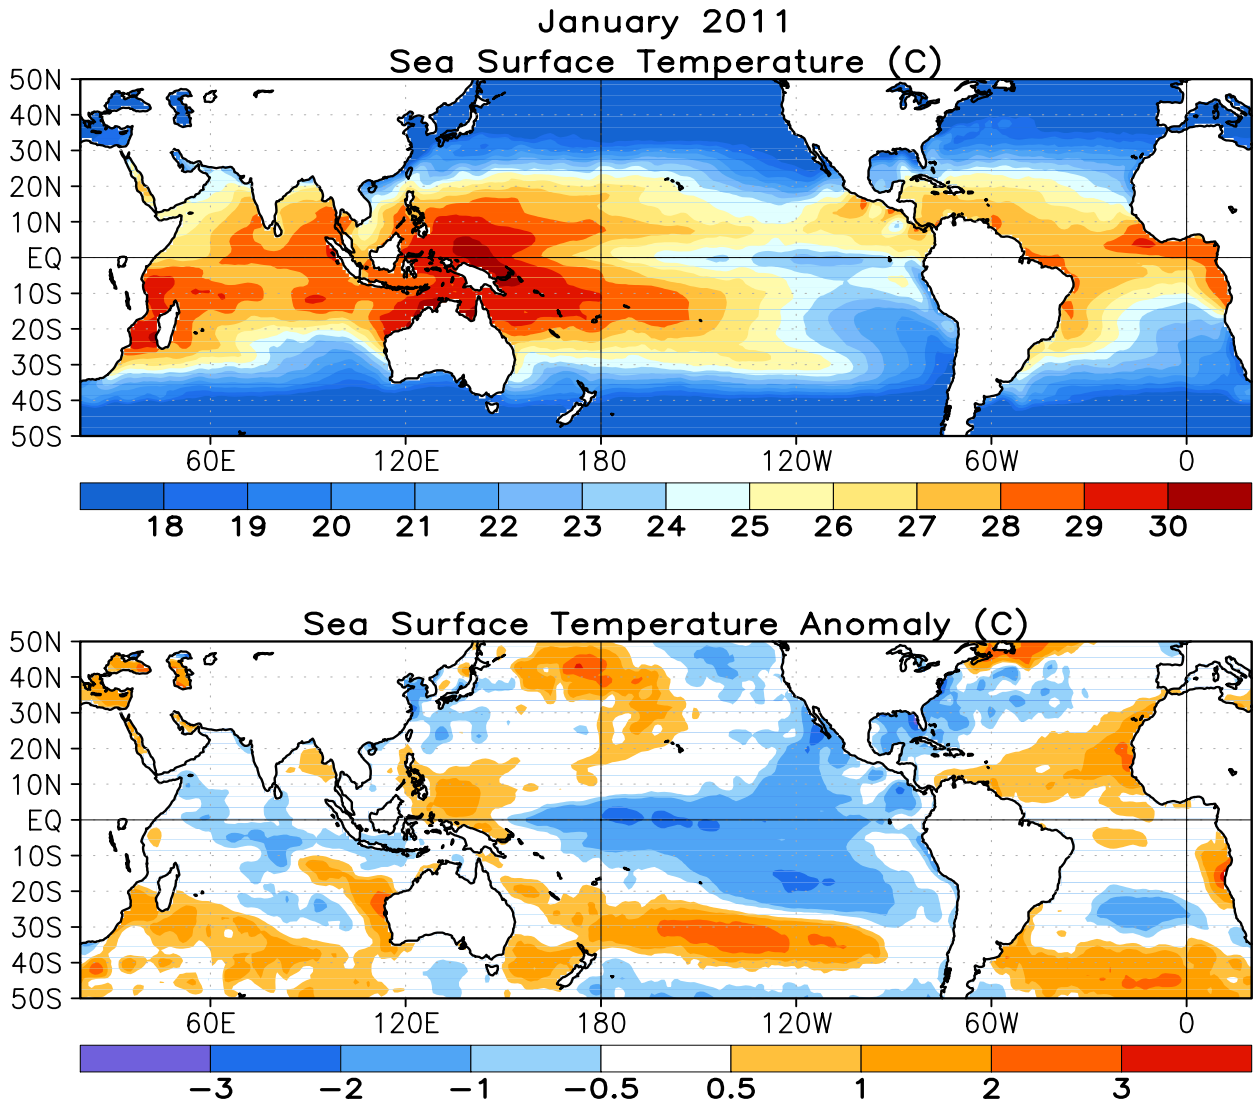 January 2011
Sea Surface Temperature (C)
50N
40N
30N
20N
10N
EQ
10S
20S
30S
40S
50S
60E 120E 180 120W 60W 0
18 19 20 21 22 23 24 25 26 27 28 29 30
Sea Surface Temperature Anomaly (C)
50N
40N
30N
20N
10N
EQ
10S
20S
30S
40S
50S
60E 120E 180 120W 60W 0
-3 -2 -1 -0.5 0.5 1 2 3